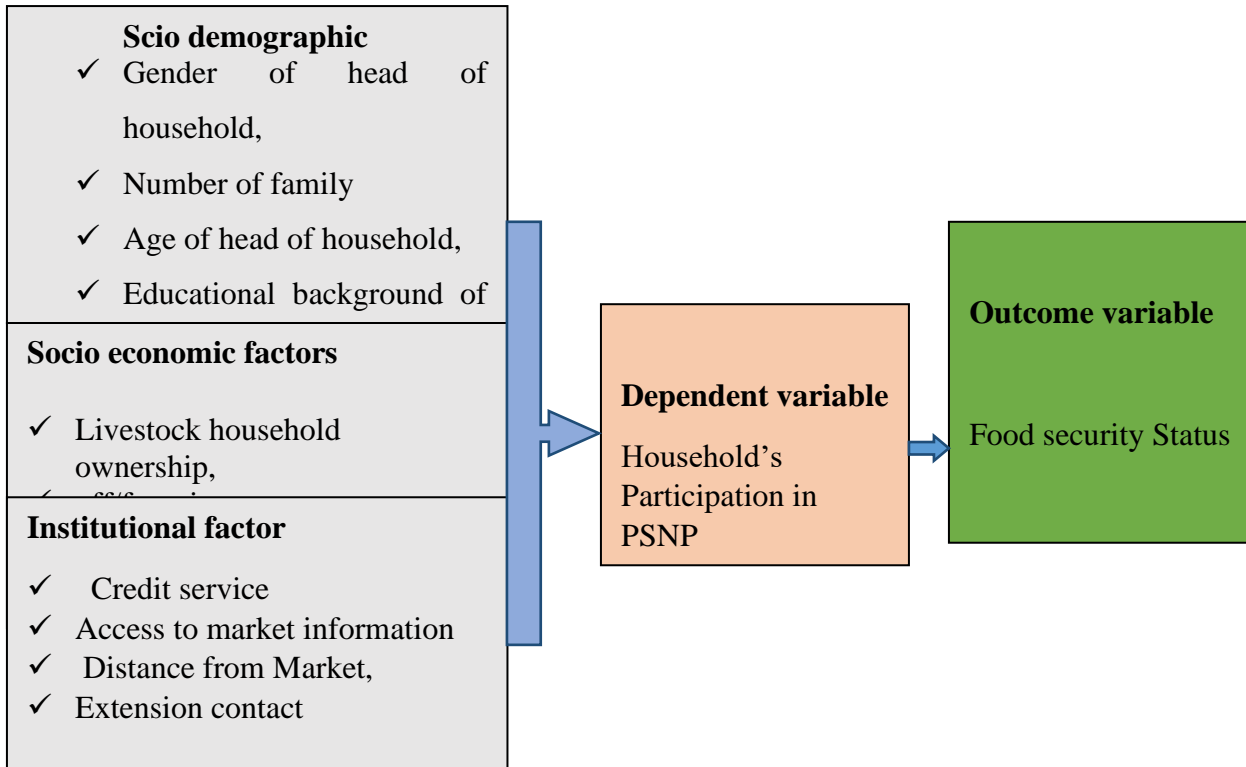 Scio demographic
✓ Gender of head of
household,
✓ Number of family
✓ Age of head of household,
✓ Educational background of
Socio economic factors
✓ Livestock household
ownership,
Institutional factor
✓ Credit service
✓ Access to market information
✓ Distance from Market,
✓ Extension contact
Dependent variable
Household’s
Participation in
PSNP
Outcome variable
Food security Status